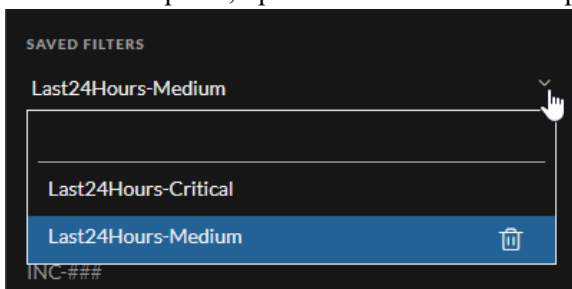 SAVED FILTERS
Last24Hours-Medium
Last24Hours-Critical
Last24Hours-Medium
INC-###